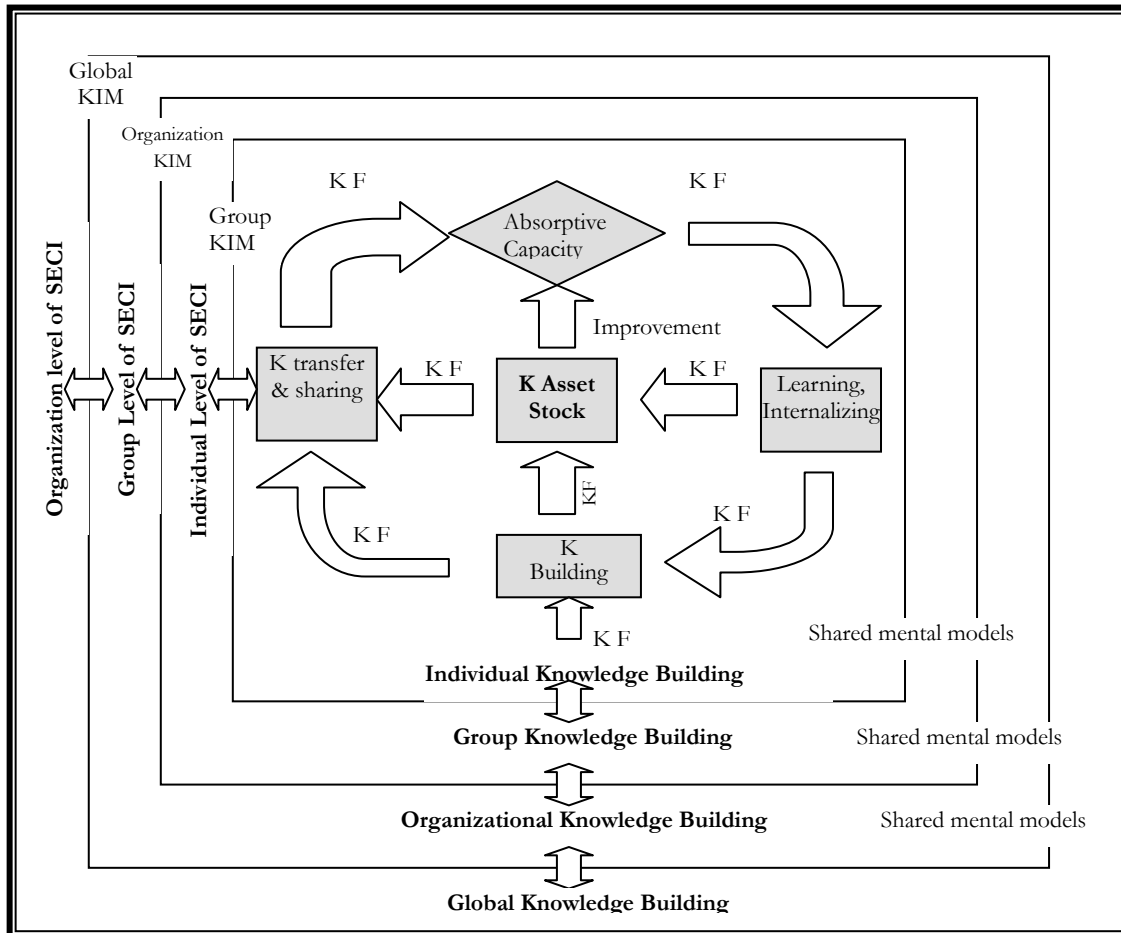 Global
KIM
Organization
KIM
Group
KIM
K F
K F
Absorptive
Capacity
Improvement
Organization level of SECI
Group Level of SECI
Individual Level of SECI
K transfer
& sharing
K F
K Asset
Stock
K F
Learning,
Internalizing
KF
K F
K F
K
Building
K F
Shared mental models
Individual Knowledge Building
Group Knowledge Building
Shared mental models
Organizational Knowledge Building
Shared mental models
Global Knowledge Building